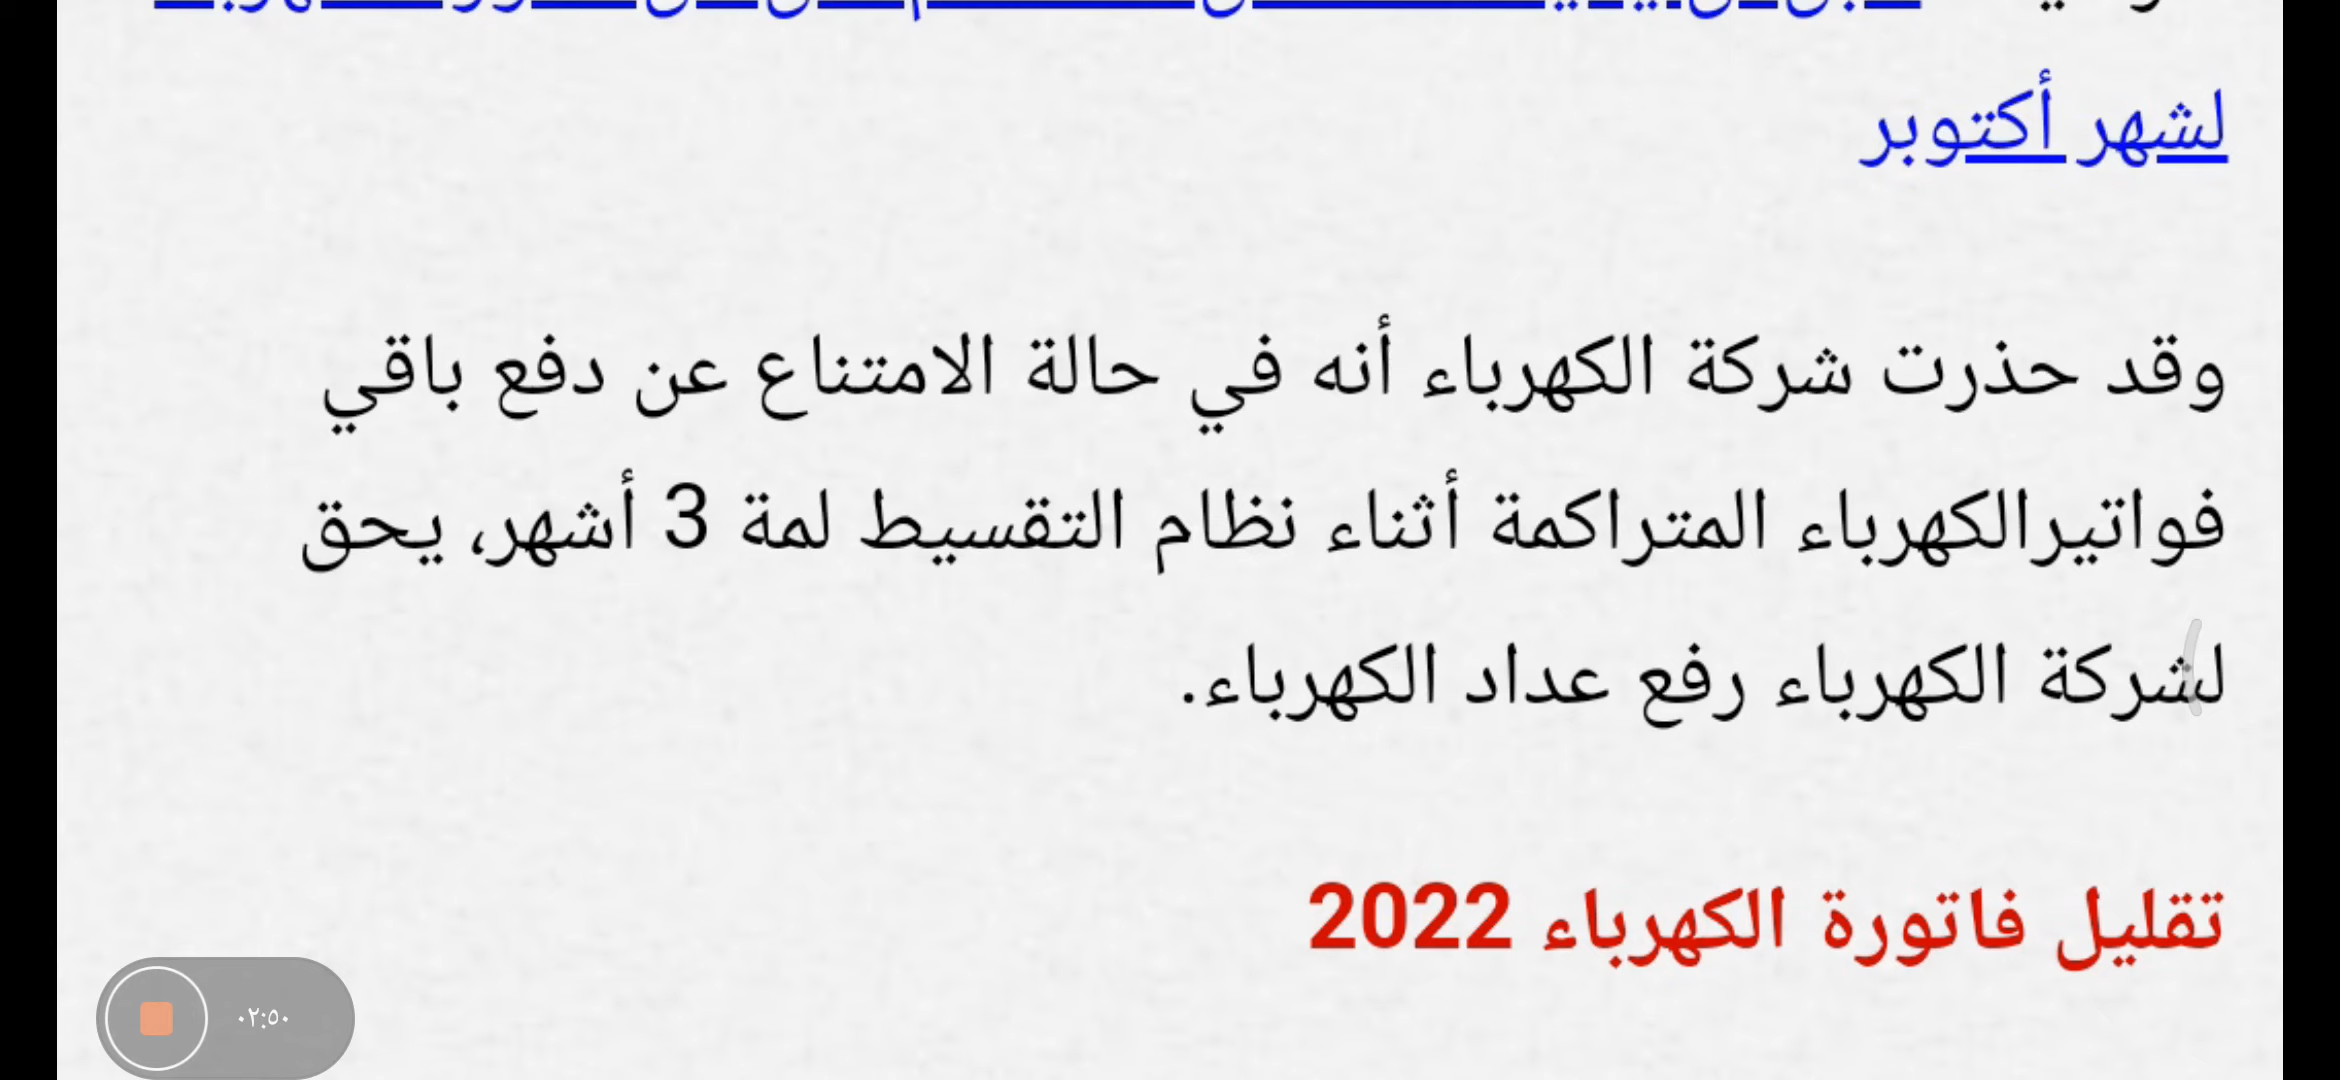 لشهر أكتوبر
وقد حذرت شركة الكهرباء أنه في حالة الامتناع عن دفع باقي
فواتيرالكهرباء المتراكمة أثناء نظام التقسيط لمة 3 أشهر، يحق
لشركة الكهرباء رفع عداد الكهرباء.
تقليل فاتورة الكهرباء 2022
٠٢:٥٠